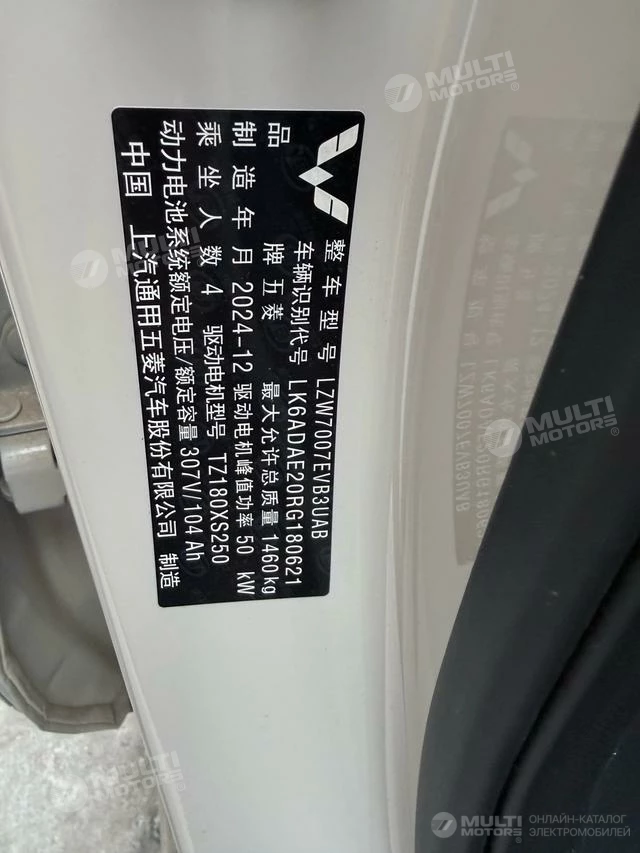 整车型号 LZW7007EVB3UAB
车辆识别代号 LK6ADAE20RG180621
品牌 五菱 最大允许总质量 1460kg
制造年月 2024-12 驱动电机峰值功率 50 kW
乘坐人数 4 驱动电机型号 TZ180XS250
动力电池系统额定电压/额定容量 307V/104Ah
中国 上汽通用五菱汽车股份有限公司 制造
MULTI MOTORS®
MULTI MOTORS®
MULTI MOTORS
ОНЛАЙН-КАТАЛОГ
ЭЛЕКТРОМОБИЛЕЙ